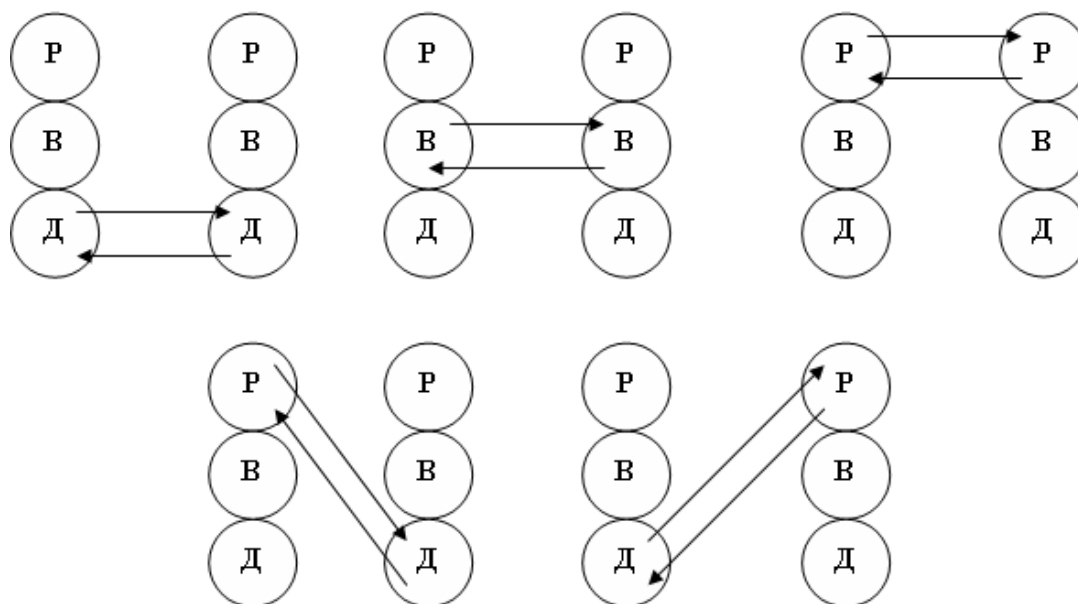 Р Р Р Р Р Р
В В В В В В
Д Д Д Д Д Д
Р Р Р Р
В В В В
Д Д Д Д